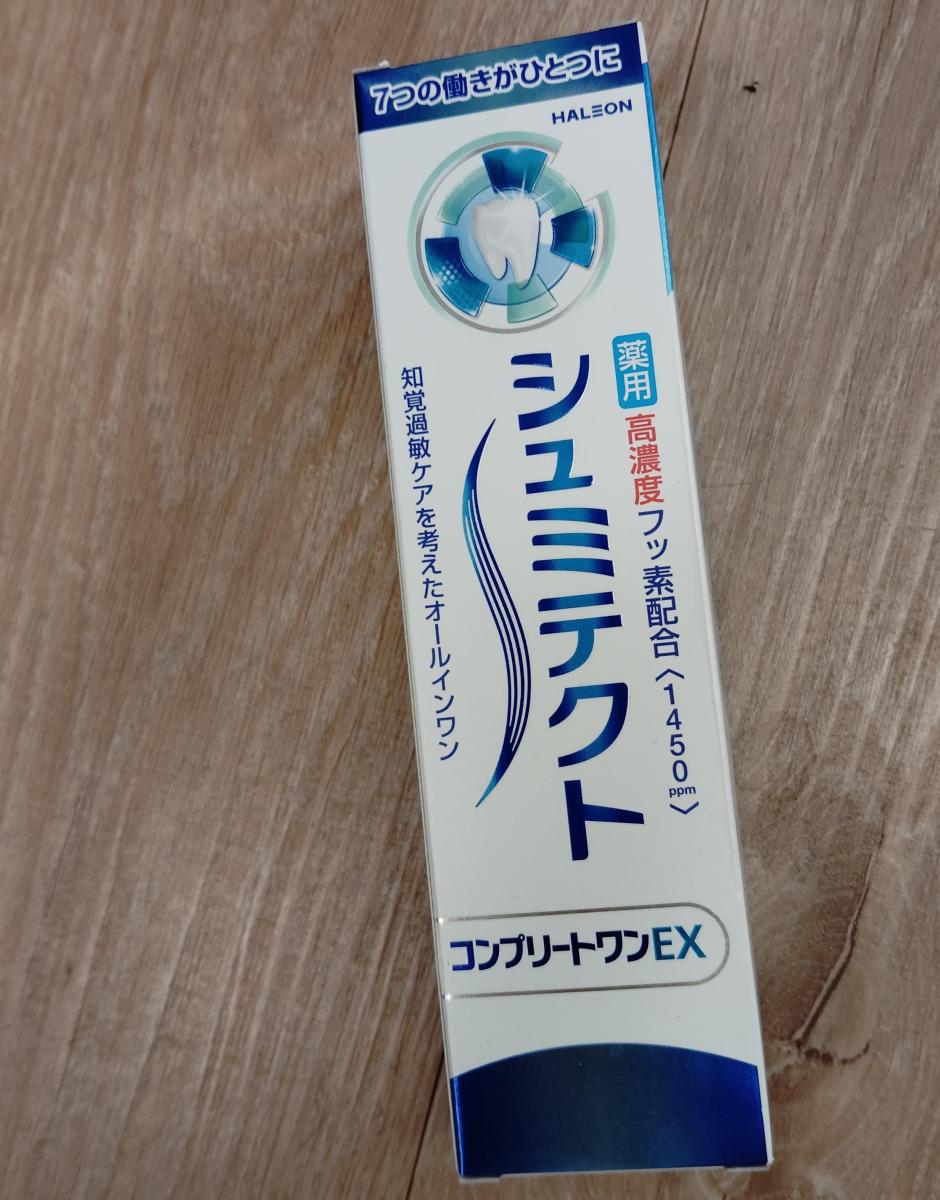 7つの働きがひとつに
HALEON
薬用
高濃度フッ素配合〈1450ppm〉
シュミテクト
知覚過敏ケアを考えたオールインワン
コンプリートワンEX